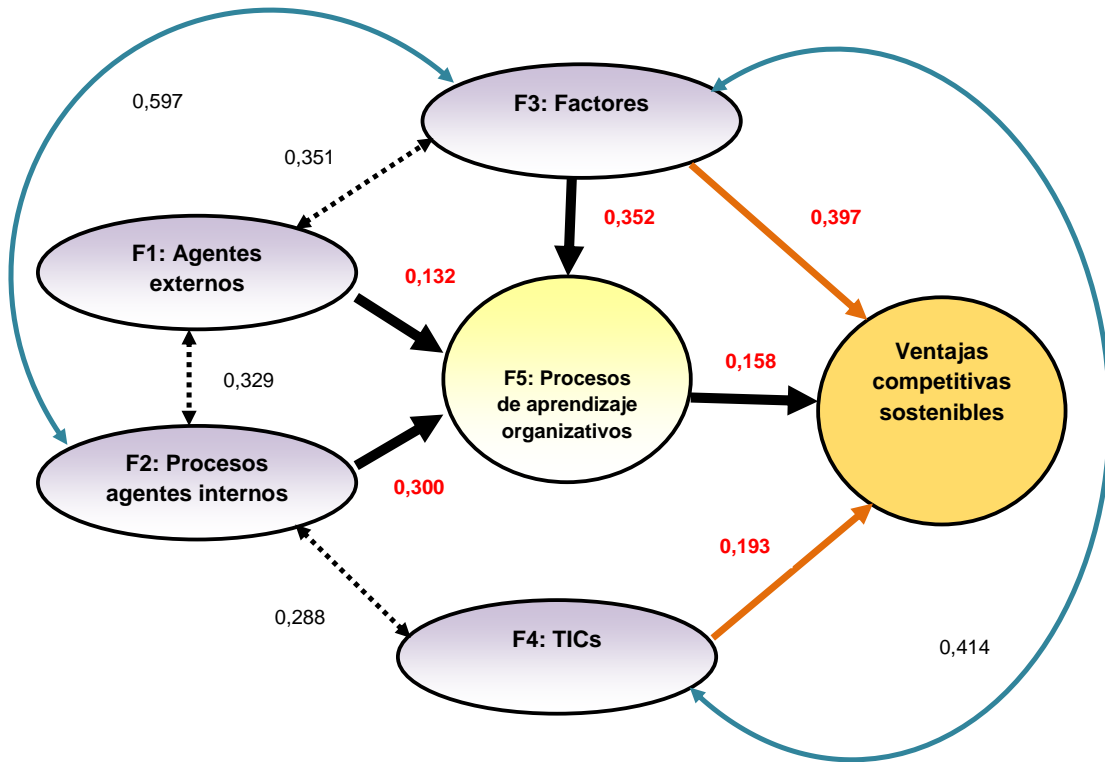 0,597
F3: Factores
0,351
0,352
0,397
F1: Agentes
externos
0,132
0,329
F5: Procesos
de aprendizaje
organizativos
0,158
Ventajas
competitivas
sostenibles
F2: Procesos
agentes internos
0,300
0,193
0,288
F4: TICs
0,414